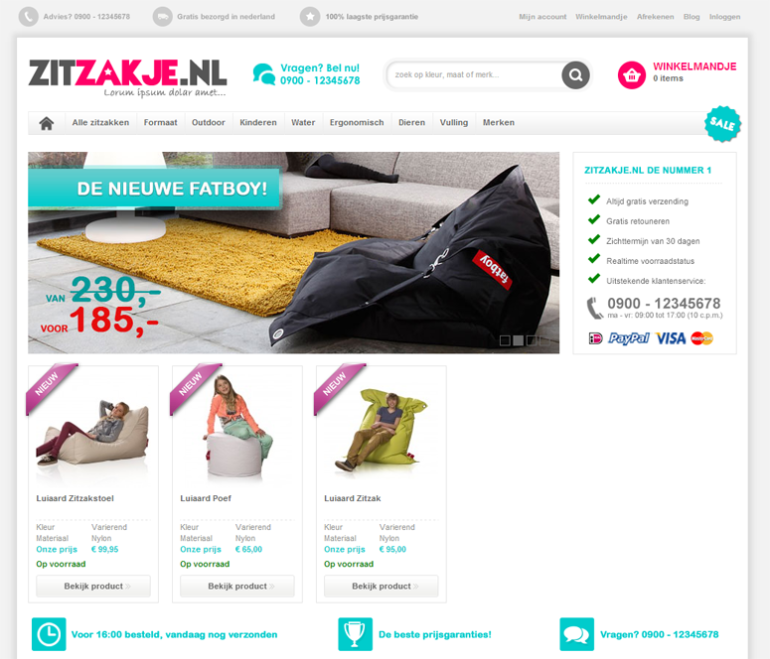 Advies? 0900 - 12345678
Gratis bezorgd in nederland
100% laagste prijsgarantie
Mijn account
Winkelmandje
Afrekenen
Blog
Inloggen
ZITZAKJE.NL
Lorum ipsum dolar amet...
Vragen? Bel nu!
0900 - 12345678
zoek op kleur, maat of merk...
WINKELMANDJE
0 items
Alle zitzakken
Formaat
Outdoor
Kinderen
Water
Ergonomisch
Dieren
Vulling
Merken
SALE
DE NIEUWE FATBOY!
VAN 230,-
VOOR 185,-
fatboy
ZITZAKJE.NL DE NUMMER 1
Altijd gratis verzending
Gratis retouneren
Zichttermijn van 30 dagen
Realtime voorraadstatus
Uitstekende klantenservice:
0900 - 12345678
ma - vr: 09:00 tot 17:00 (10 c.p.m.)
PayPal VISA
NIEUW
Luiaard Zitzakstoel
Kleur Varierend
Materiaal Nylon
Onze prijs € 99,95
Op voorraad
Bekijk product »
NIEUW
Luiaard Poef
Kleur Varierend
Materiaal Nylon
Onze prijs € 65,00
Op voorraad
Bekijk product »
NIEUW
Luiaard Zitzak
Kleur Varierend
Materiaal Nylon
Onze prijs € 95,00
Op voorraad
Bekijk product »
Voor 16:00 besteld, vandaag nog verzonden
De beste prijsgaranties!
Vragen? 0900 - 12345678